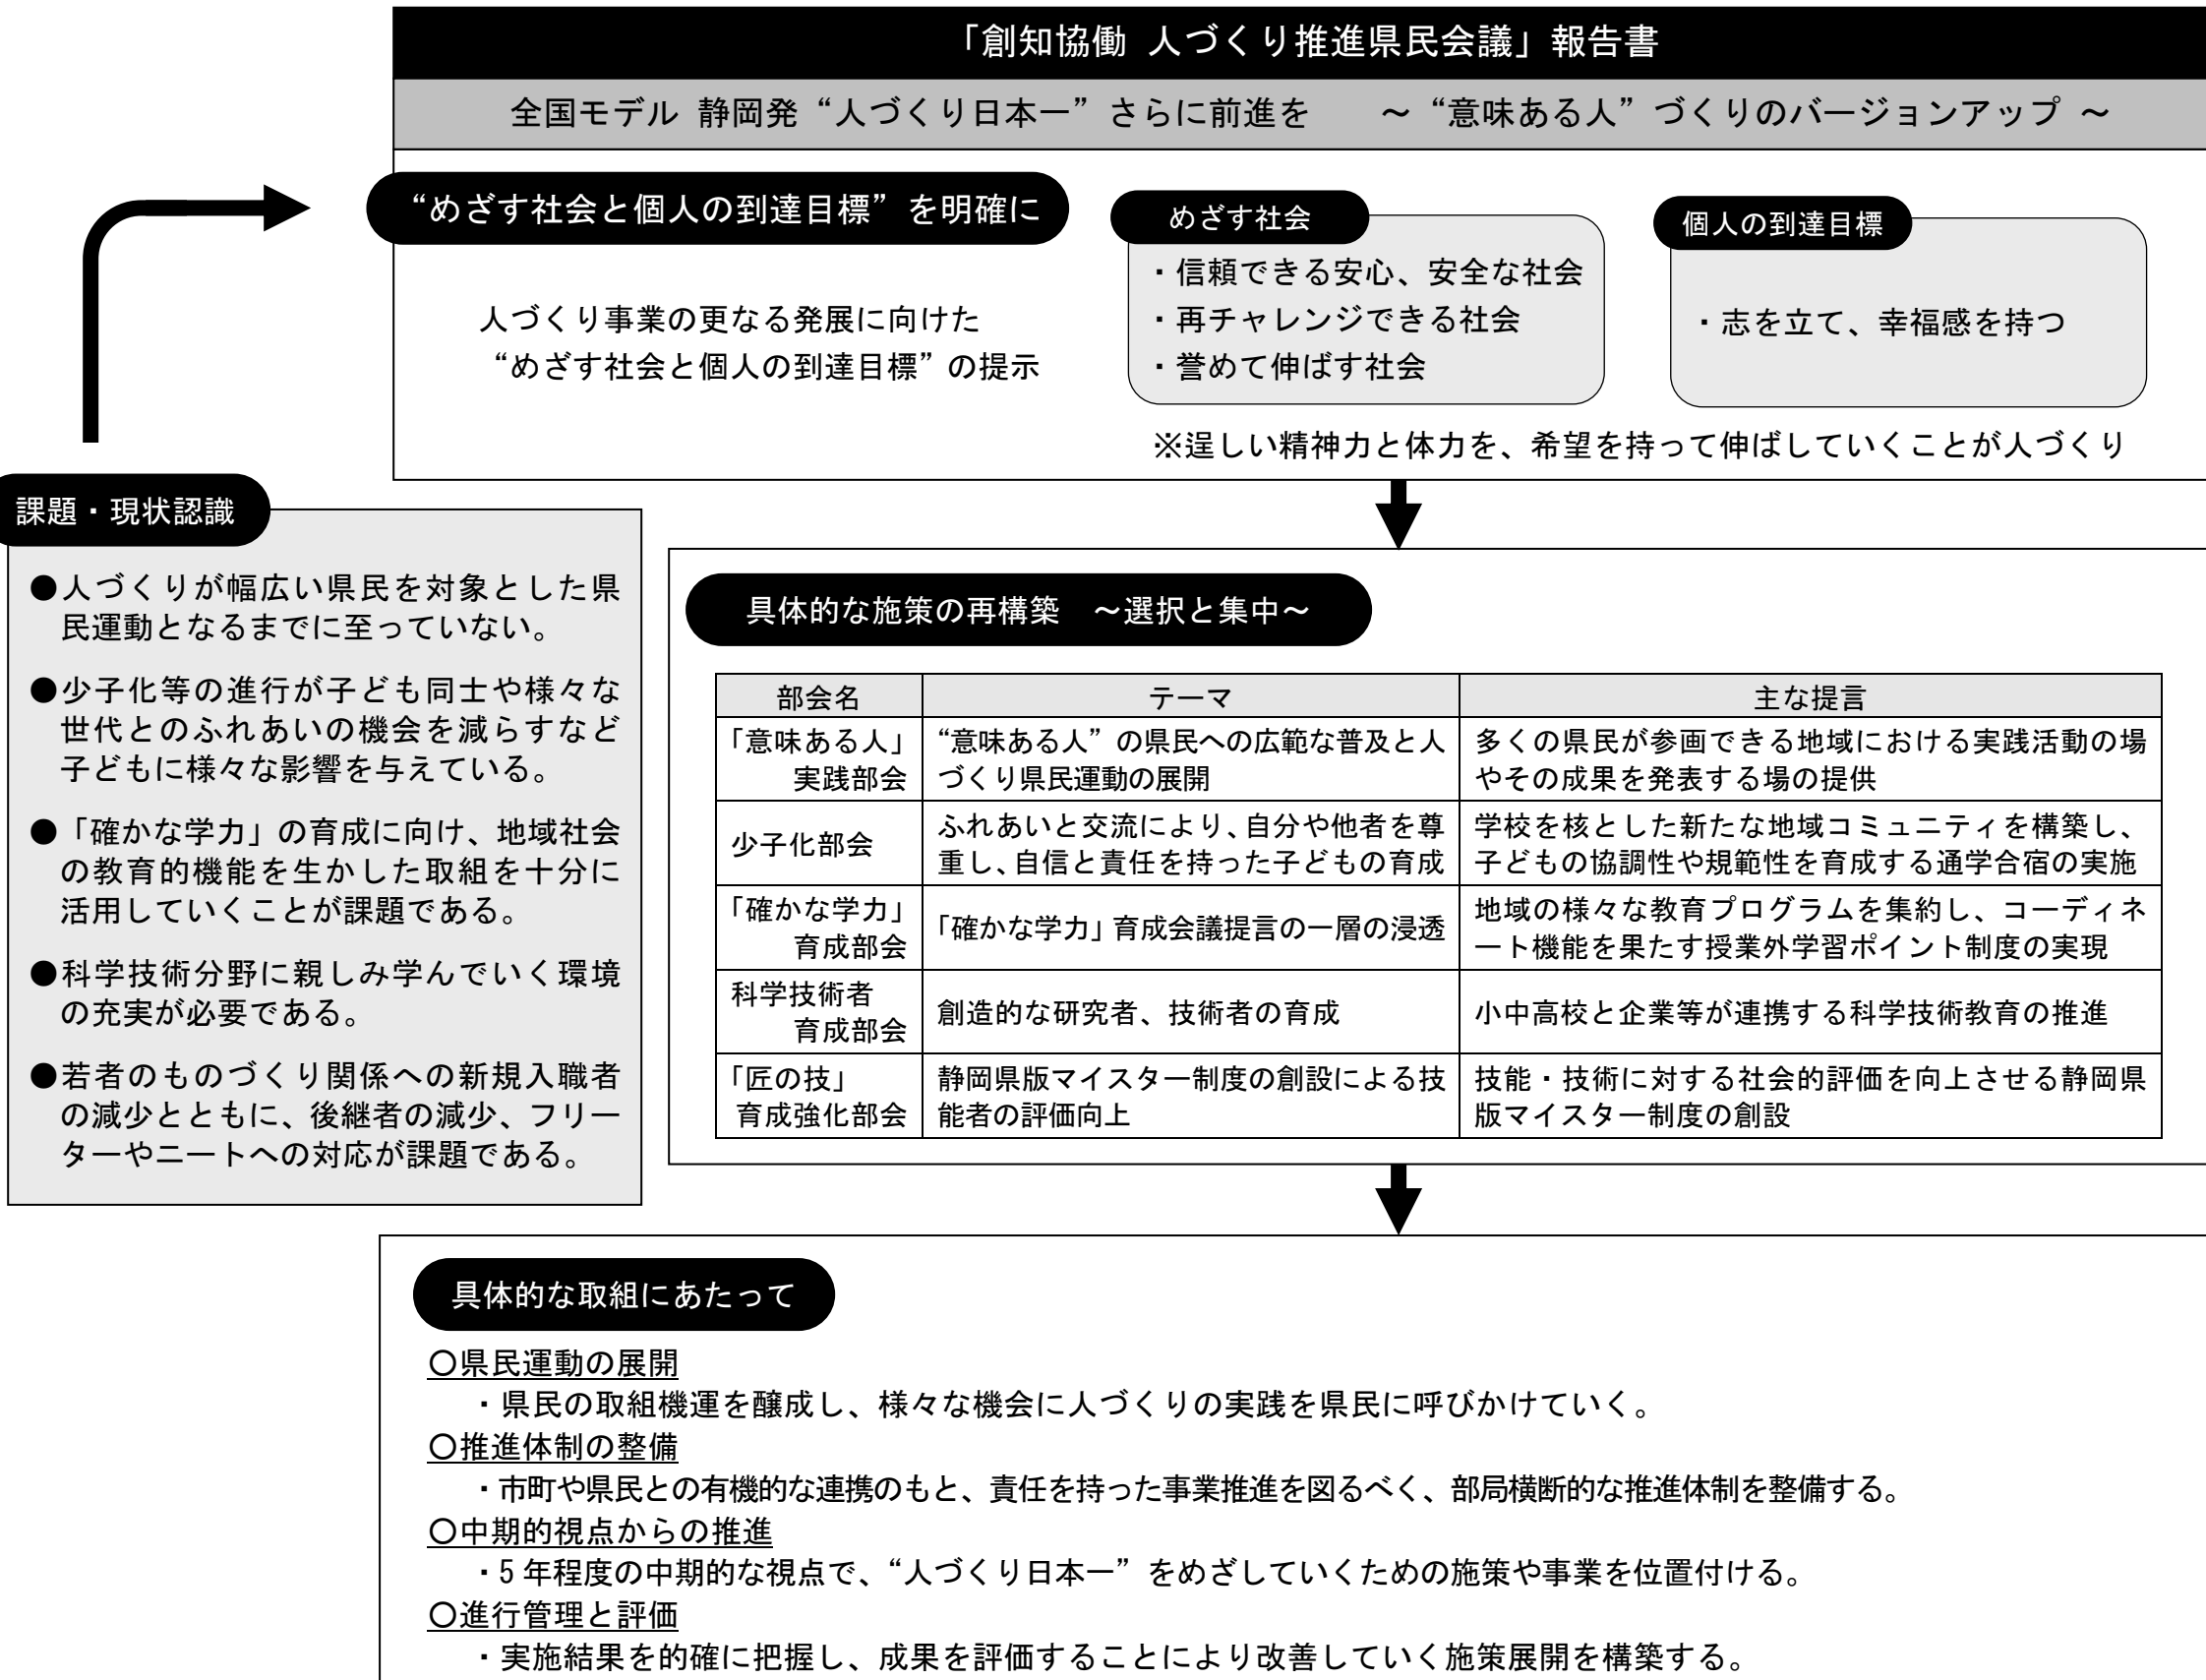 「創知協働 人づくり推進県民会議」報告書
全国モデル 静岡発“人づくり日本一”さらに前進を　～“意味ある人”づくりのバージョンアップ～
“めざす社会と個人の到達目標”を明確に
人づくり事業の更なる発展に向けた
“めざす社会と個人の到達目標”の提示
めざす社会
・信頼できる安心、安全な社会
・再チャレンジできる社会
・誉めて伸ばす社会
個人の到達目標
・志を立て、幸福感を持つ
※逞しい精神力と体力を、希望を持って伸ばしていくことが人づくり
課題・現状認識
●人づくりが幅広い県民を対象とした県
民運動となるまでに至っていない。
●少子化等の進行が子ども同士や様々な
世代とのふれあいの機会を減らすなど
子どもに様々な影響を与えている。
●「確かな学力」の育成に向け、地域社会
の教育的機能を生かした取組を十分に
活用していくことが課題である。
●科学技術分野に親しみ学んでいく環境
の充実が必要である。
●若者のものづくり関係への新規入職者
の減少とともに、後継者の減少、フリー
ターやニートへの対応が課題である。
具体的な施策の再構築　～選択と集中～
部会名 テーマ 主な提言
「意味ある人」
実践部会
“意味ある人”の県民への広範な普及と人
づくり県民運動の展開
多くの県民が参画できる地域における実践活動の場
やその成果を発表する場の提供
少子化部会
ふれあいと交流により、自分や他者を尊
重し、自信と責任を持った子どもの育成
学校を核とした新たな地域コミュニティを構築し、
子どもの協調性や規範性を育成する通学合宿の実施
「確かな学力」
育成部会
「確かな学力」育成会議提言の一層の浸透
地域の様々な教育プログラムを集約し、コーディネ
ート機能を果たす授業外学習ポイント制度の実現
科学技術者
育成部会
創造的な研究者、技術者の育成
小中高校と企業等が連携する科学技術教育の推進
「匠の技」
育成強化部会
静岡県版マイスター制度の創設による技
能者の評価向上
技能・技術に対する社会的評価を向上させる静岡県
版マイスター制度の創設
具体的な取組にあたって
○県民運動の展開
・県民の取組機運を醸成し、様々な機会に人づくりの実践を県民に呼びかけていく。
○推進体制の整備
・市町や県民との有機的な連携のもと、責任を持った事業推進を図るべく、部局横断的な推進体制を整備する。
○中期的視点からの推進
・5年程度の中期的な視点で、“人づくり日本一”をめざしていくための施策や事業を位置付ける。
○進行管理と評価
・実施結果を的確に把握し、成果を評価することにより改善していく施策展開を構築する。